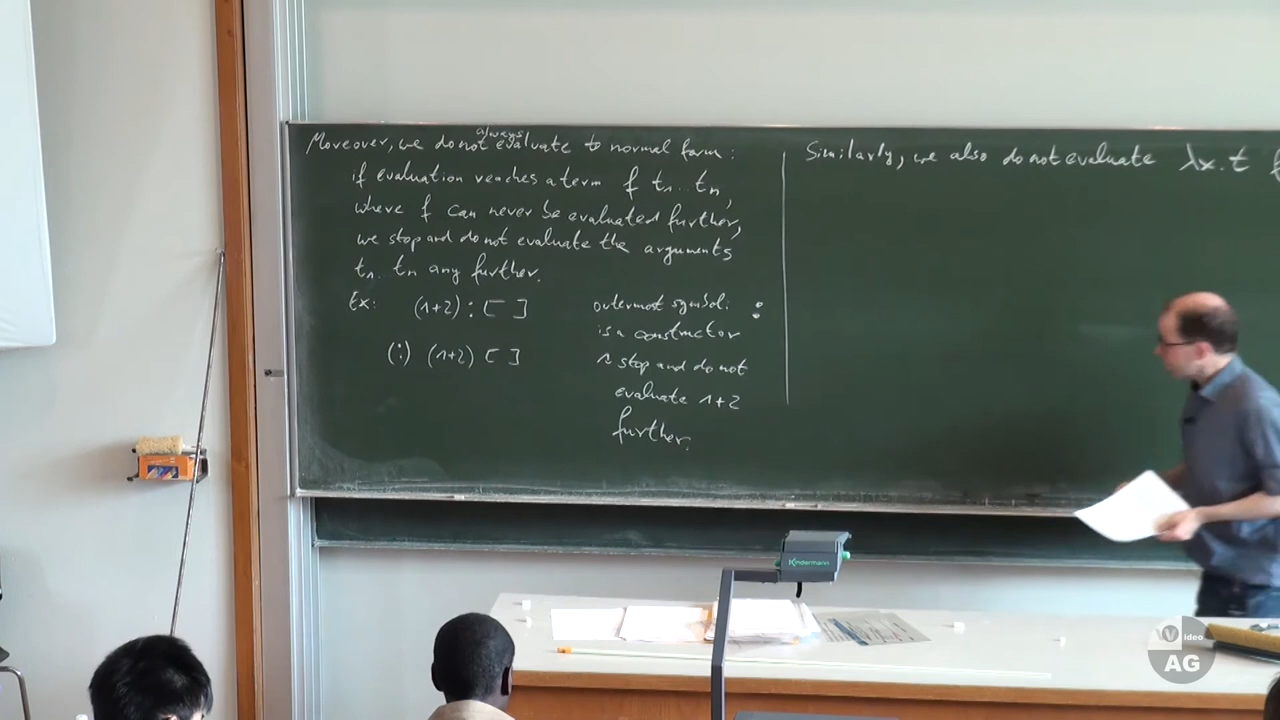 always
Moreover, we do not evaluate to normal form:
if evaluation reaches a term f t₁..tₙ,
where f can never be evaluated further,
we stop and do not evaluate the arguments
t₁..tₙ any further.
Ex: (1+2) : [ ]
(:) (1+2) [ ]
outermost symbol: :
is a constructor
⇒ stop and do not
evaluate 1+2
further.
Similarly, we also do not evaluate λx.t f
Kindermann
Video
AG